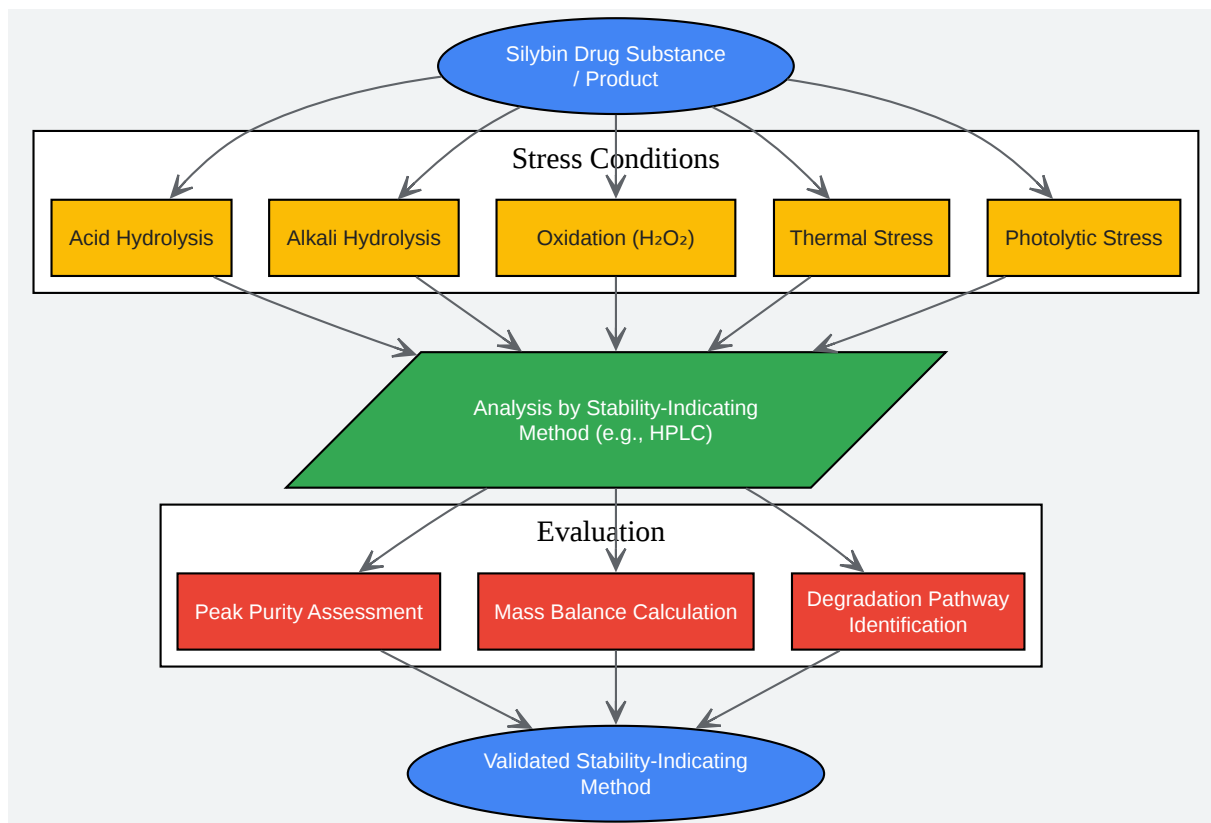 Silybin Drug Substance
/ Product
Stress Conditions
Acid Hydrolysis
Alkali Hydrolysis
Oxidation (H₂O₂)
Thermal Stress
Photolytic Stress
Analysis by Stability-Indicating
Method (e.g., HPLC)
Evaluation
Peak Purity Assessment
Mass Balance Calculation
Degradation Pathway
Identification
Validated Stability-Indicating
Method